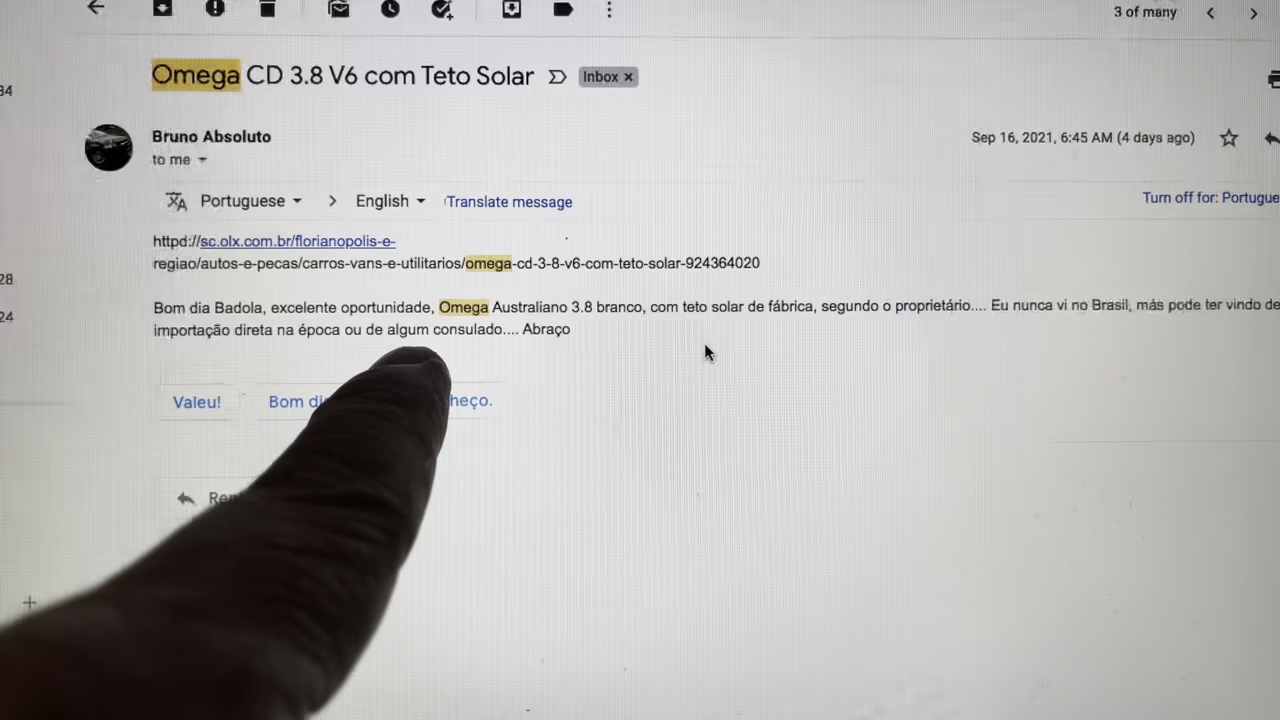 3 of many
34
Omega CD 3.8 V6 com Teto Solar Inbox ×
Bruno Absoluto
Sep 16, 2021, 6:45 AM (4 days ago)
to me
Portuguese > English Translate message
Turn off for: Portugue
httpd://sc.olx.com.br/florianopolis-e-
regiao/autos-e-pecas/carros-vans-e-utilitarios/omega-cd-3-8-v6-com-teto-solar-924364020
28
Bom dia Badola, excelente oportunidade, Omega Australiano 3.8 branco, com teto solar de fábrica, segundo o proprietário.... Eu nunca vi no Brasil, más pode ter vindo de
24
importação direta na época ou de algum consulado.... Abraço
Valeu! Bom di heço.